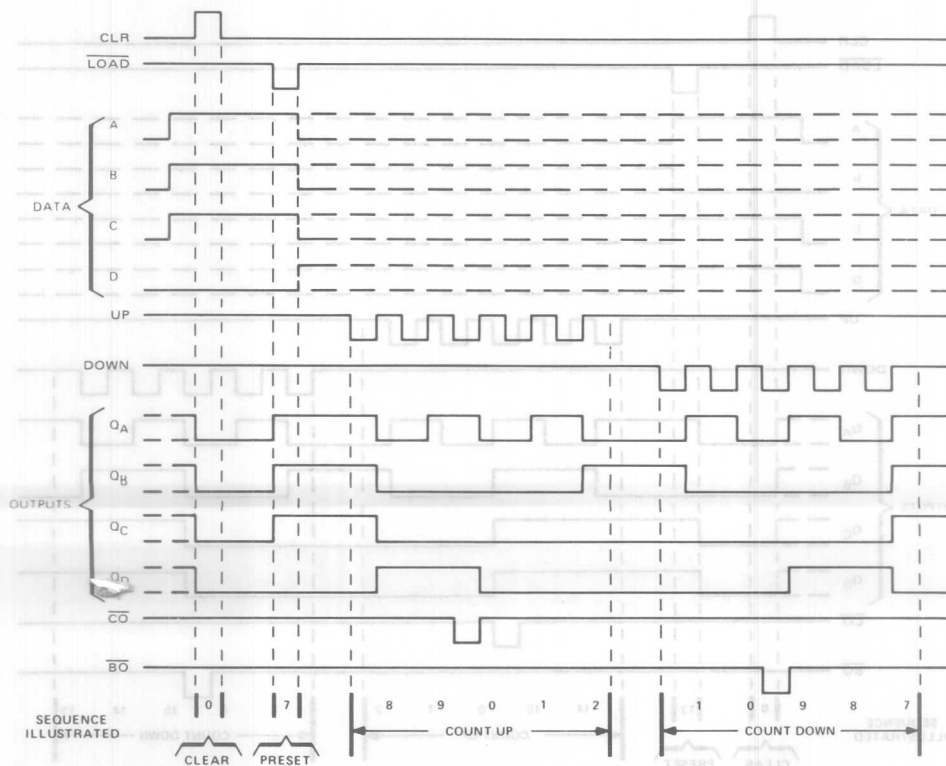 CLR
LOAD
A
B
DATA
C
D
UP
DOWN
QA
QB
OUTPUTS
QC
QD
CO
BO
0 7 8 9 0 1 2 1 0 9 8 7
SEQUENCE
ILLUSTRATED
COUNT UP
COUNT DOWN
CLEAR
PRESET